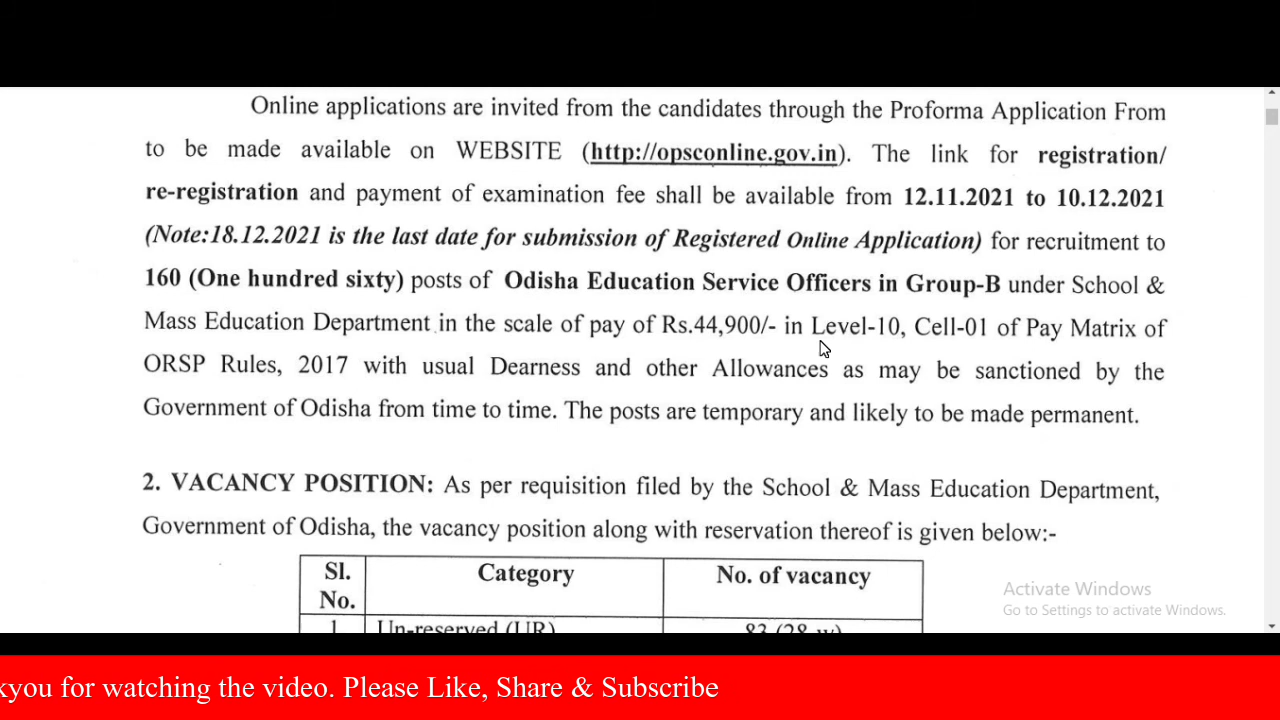 Online applications are invited from the candidates through the Proforma Application From
to be made available on WEBSITE (http://opsconline.gov.in). The link for registration/
re-registration and payment of examination fee shall be available from 12.11.2021 to 10.12.2021
(Note:18.12.2021 is the last date for submission of Registered Online Application) for recruitment to
160 (One hundred sixty) posts of Odisha Education Service Officers in Group-B under School &
Mass Education Department in the scale of pay of Rs.44,900/- in Level-10, Cell-01 of Pay Matrix of
ORSP Rules, 2017 with usual Dearness and other Allowances as may be sanctioned by the
Government of Odisha from time to time. The posts are temporary and likely to be made permanent.
2. VACANCY POSITION: As per requisition filed by the School & Mass Education Department,
Government of Odisha, the vacancy position along with reservation thereof is given below:-
Sl. No. Category No. of vacancy
1 Un-reserved (UR)
Activate Windows
Go to Settings to activate Windows.
kyou for watching the video. Please Like, Share & Subscribe